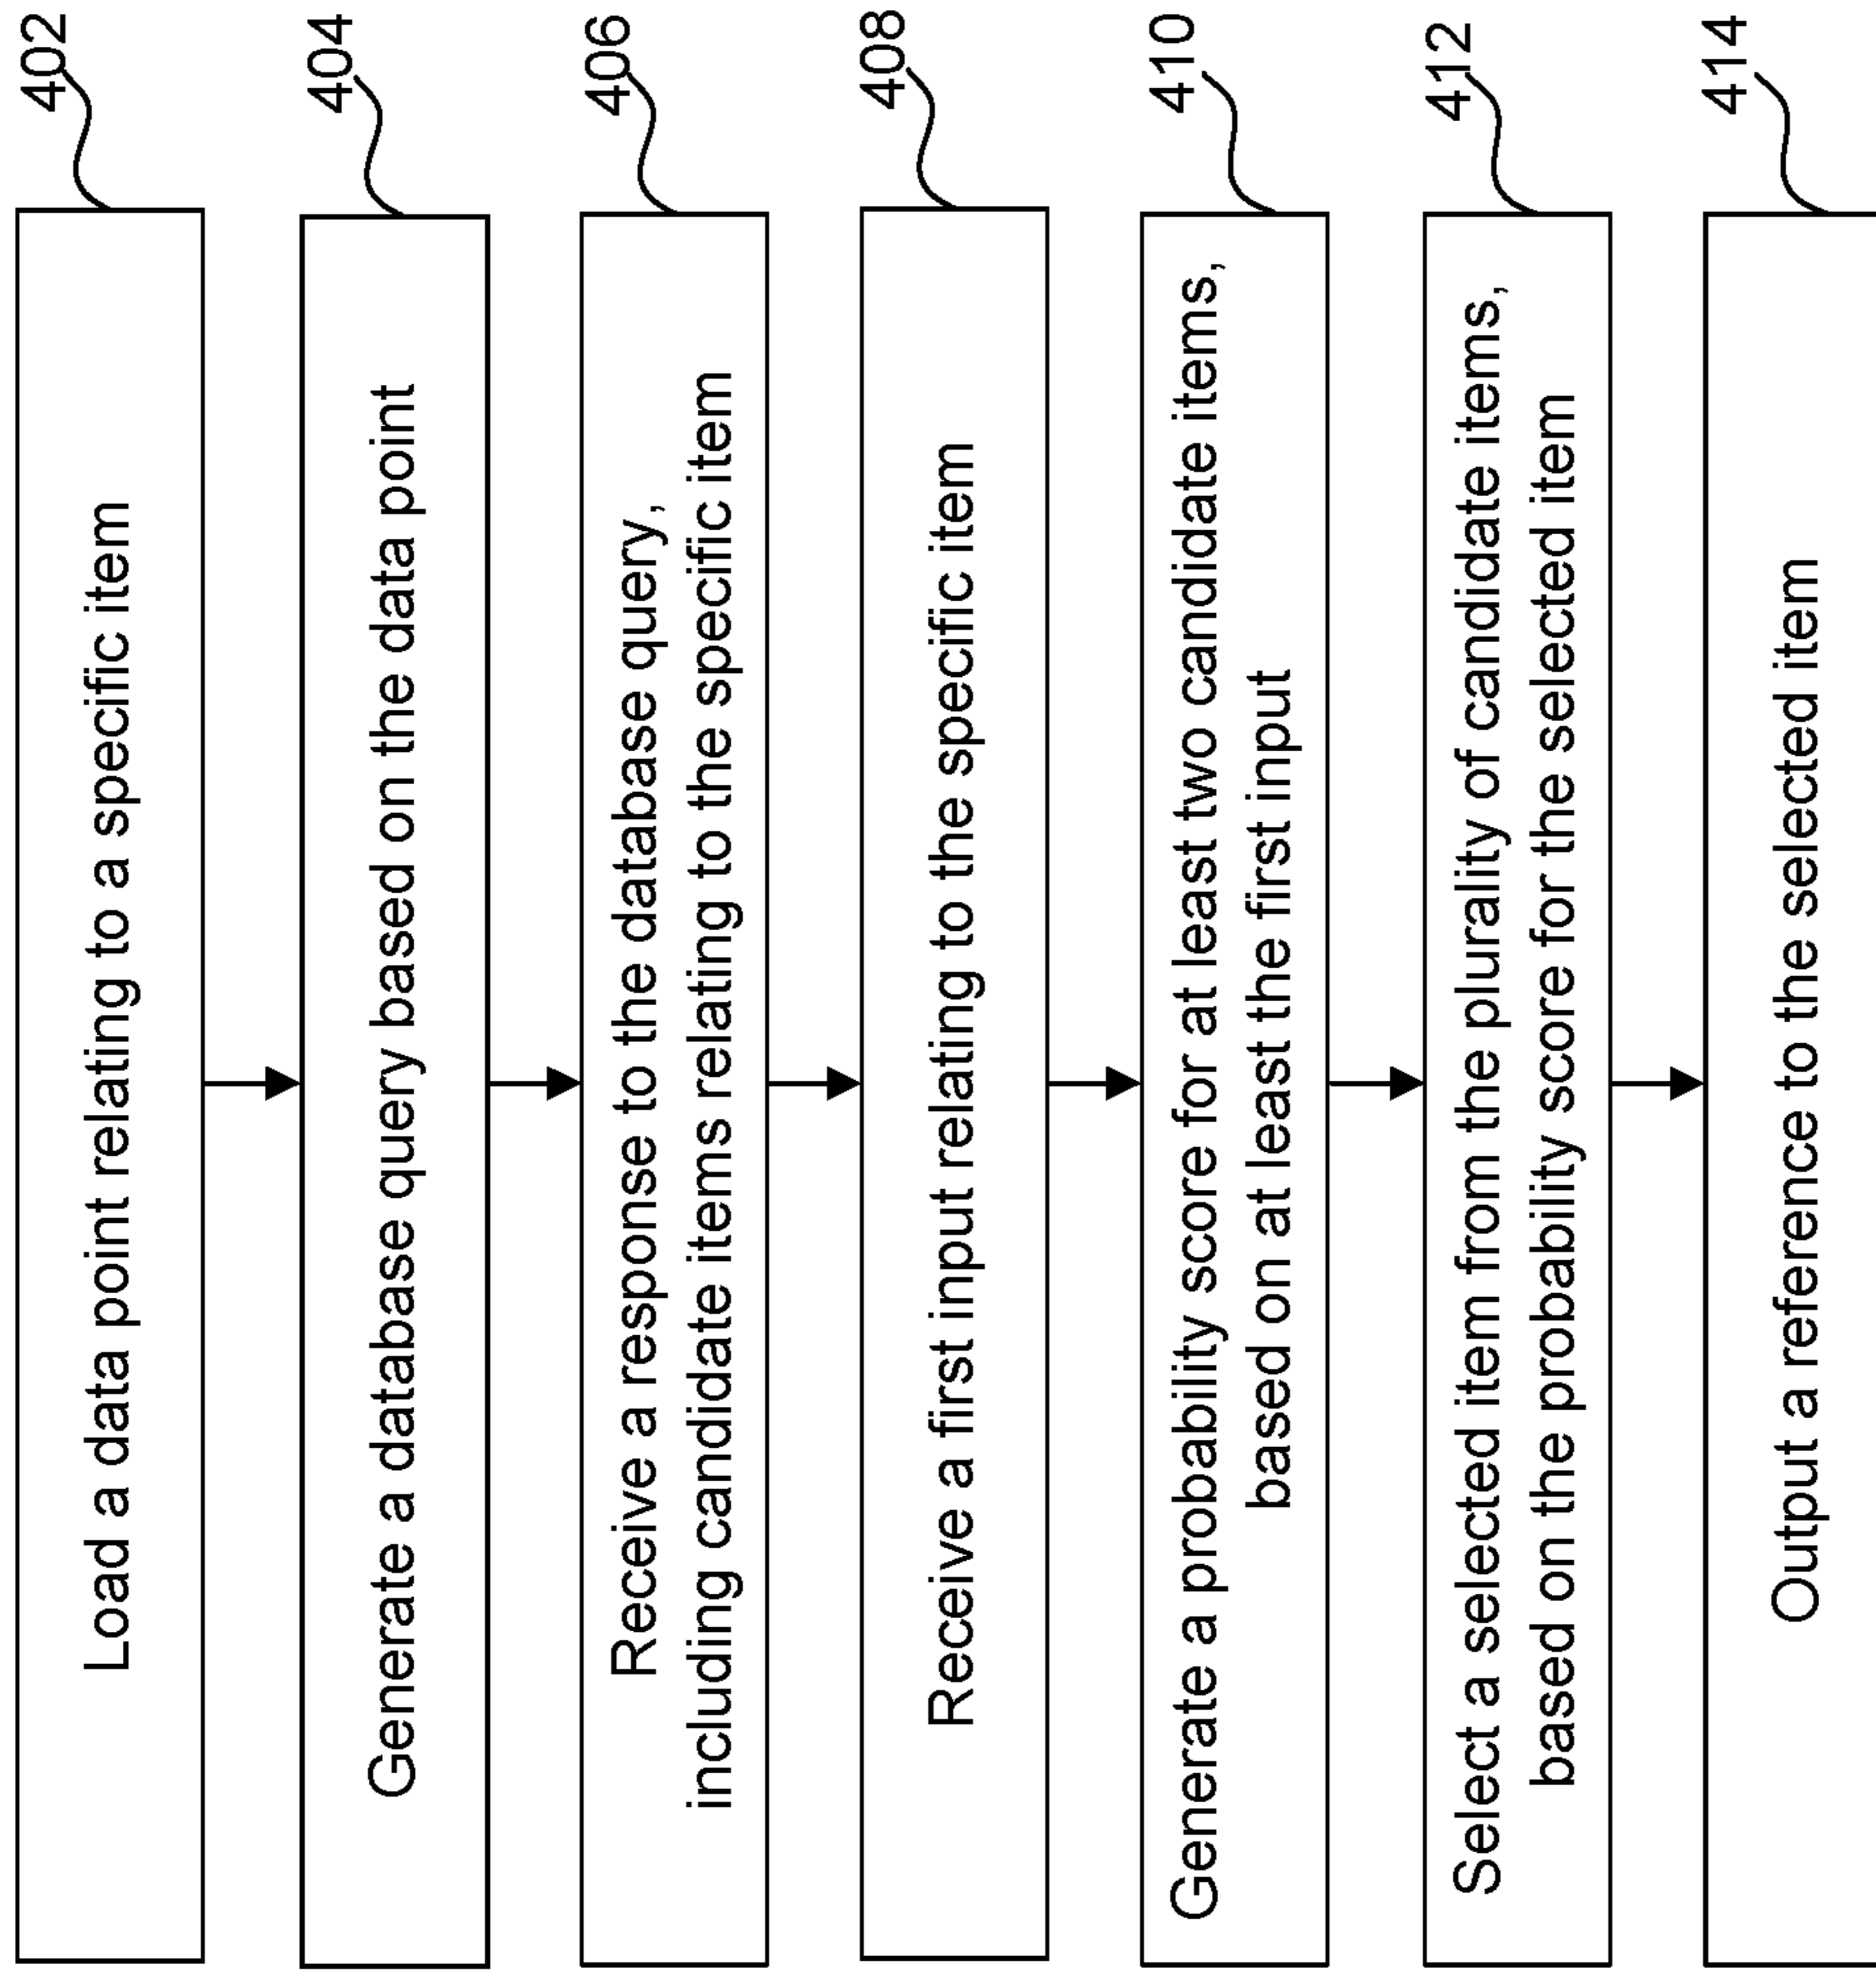 402
Load a data point relating to a specific item
404
Generate a database query based on the data point
406
Receive a response to the database query,
including candidate items relating to the specific item
408
Receive a first input relating to the specific item
410
Generate a probability score for at least two candidate items,
based on at least the first input
412
Select a selected item from the plurality of candidate items,
based on the probability score for the selected item
414
Output a reference to the selected item